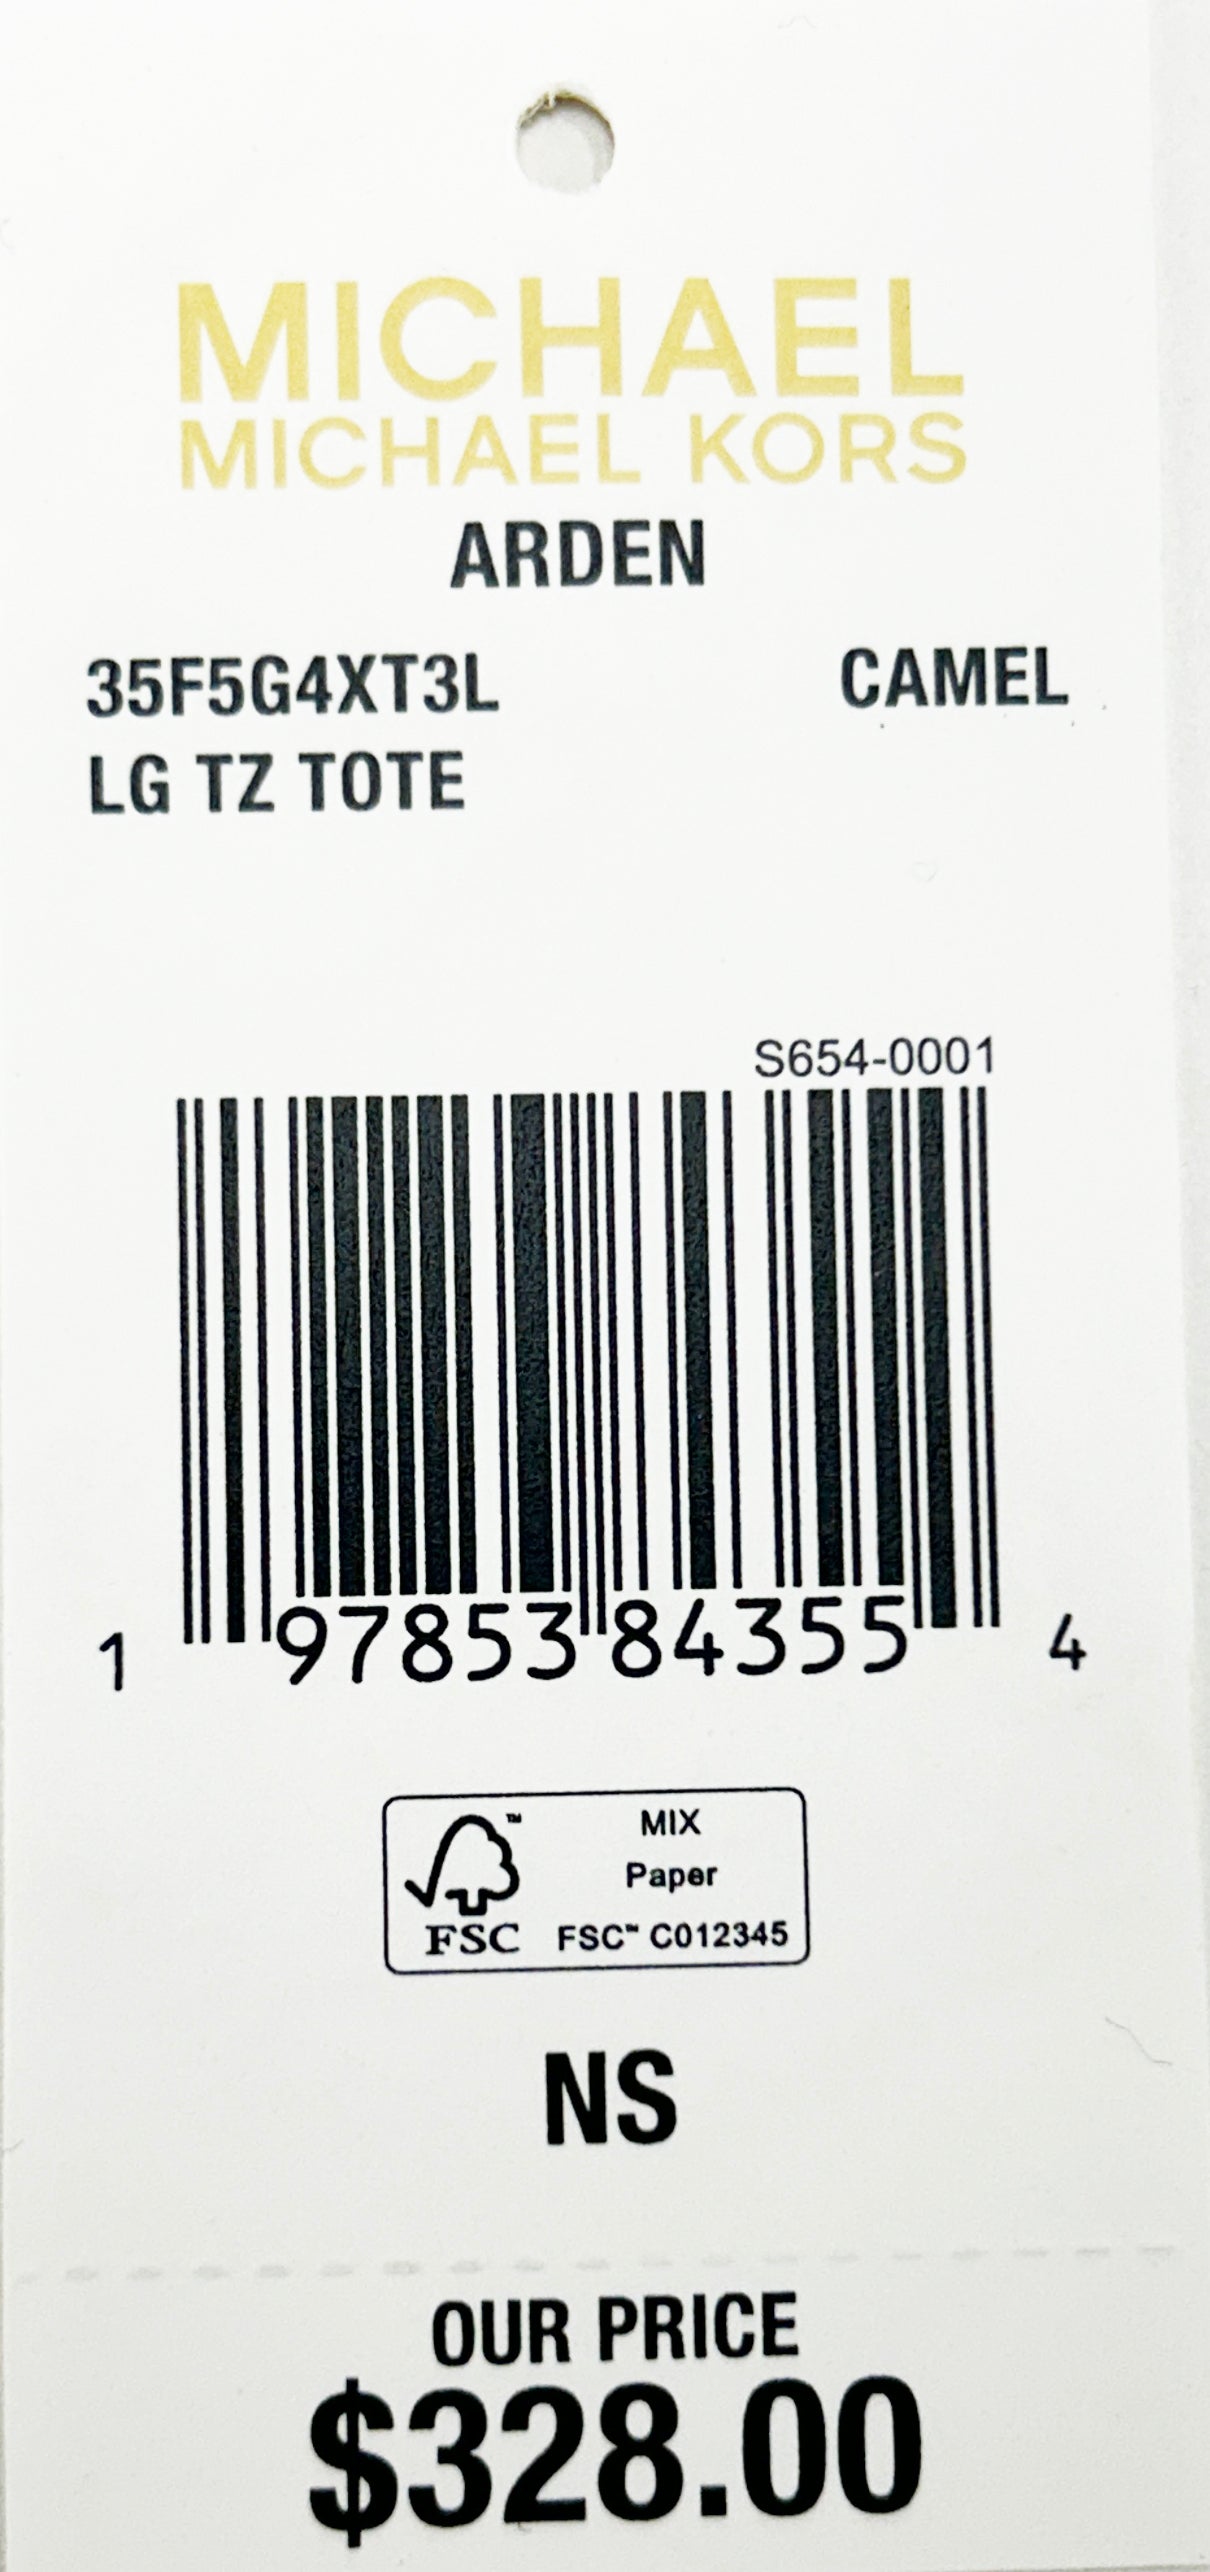 MICHAEL
MICHAEL KORS
ARDEN
35F5G4XT3L CAMEL
LG TZ TOTE
S654-0001
1 97853 84355 4
MIX
Paper
FSC™ FSC™ C012345
NS
OUR PRICE
$328.00